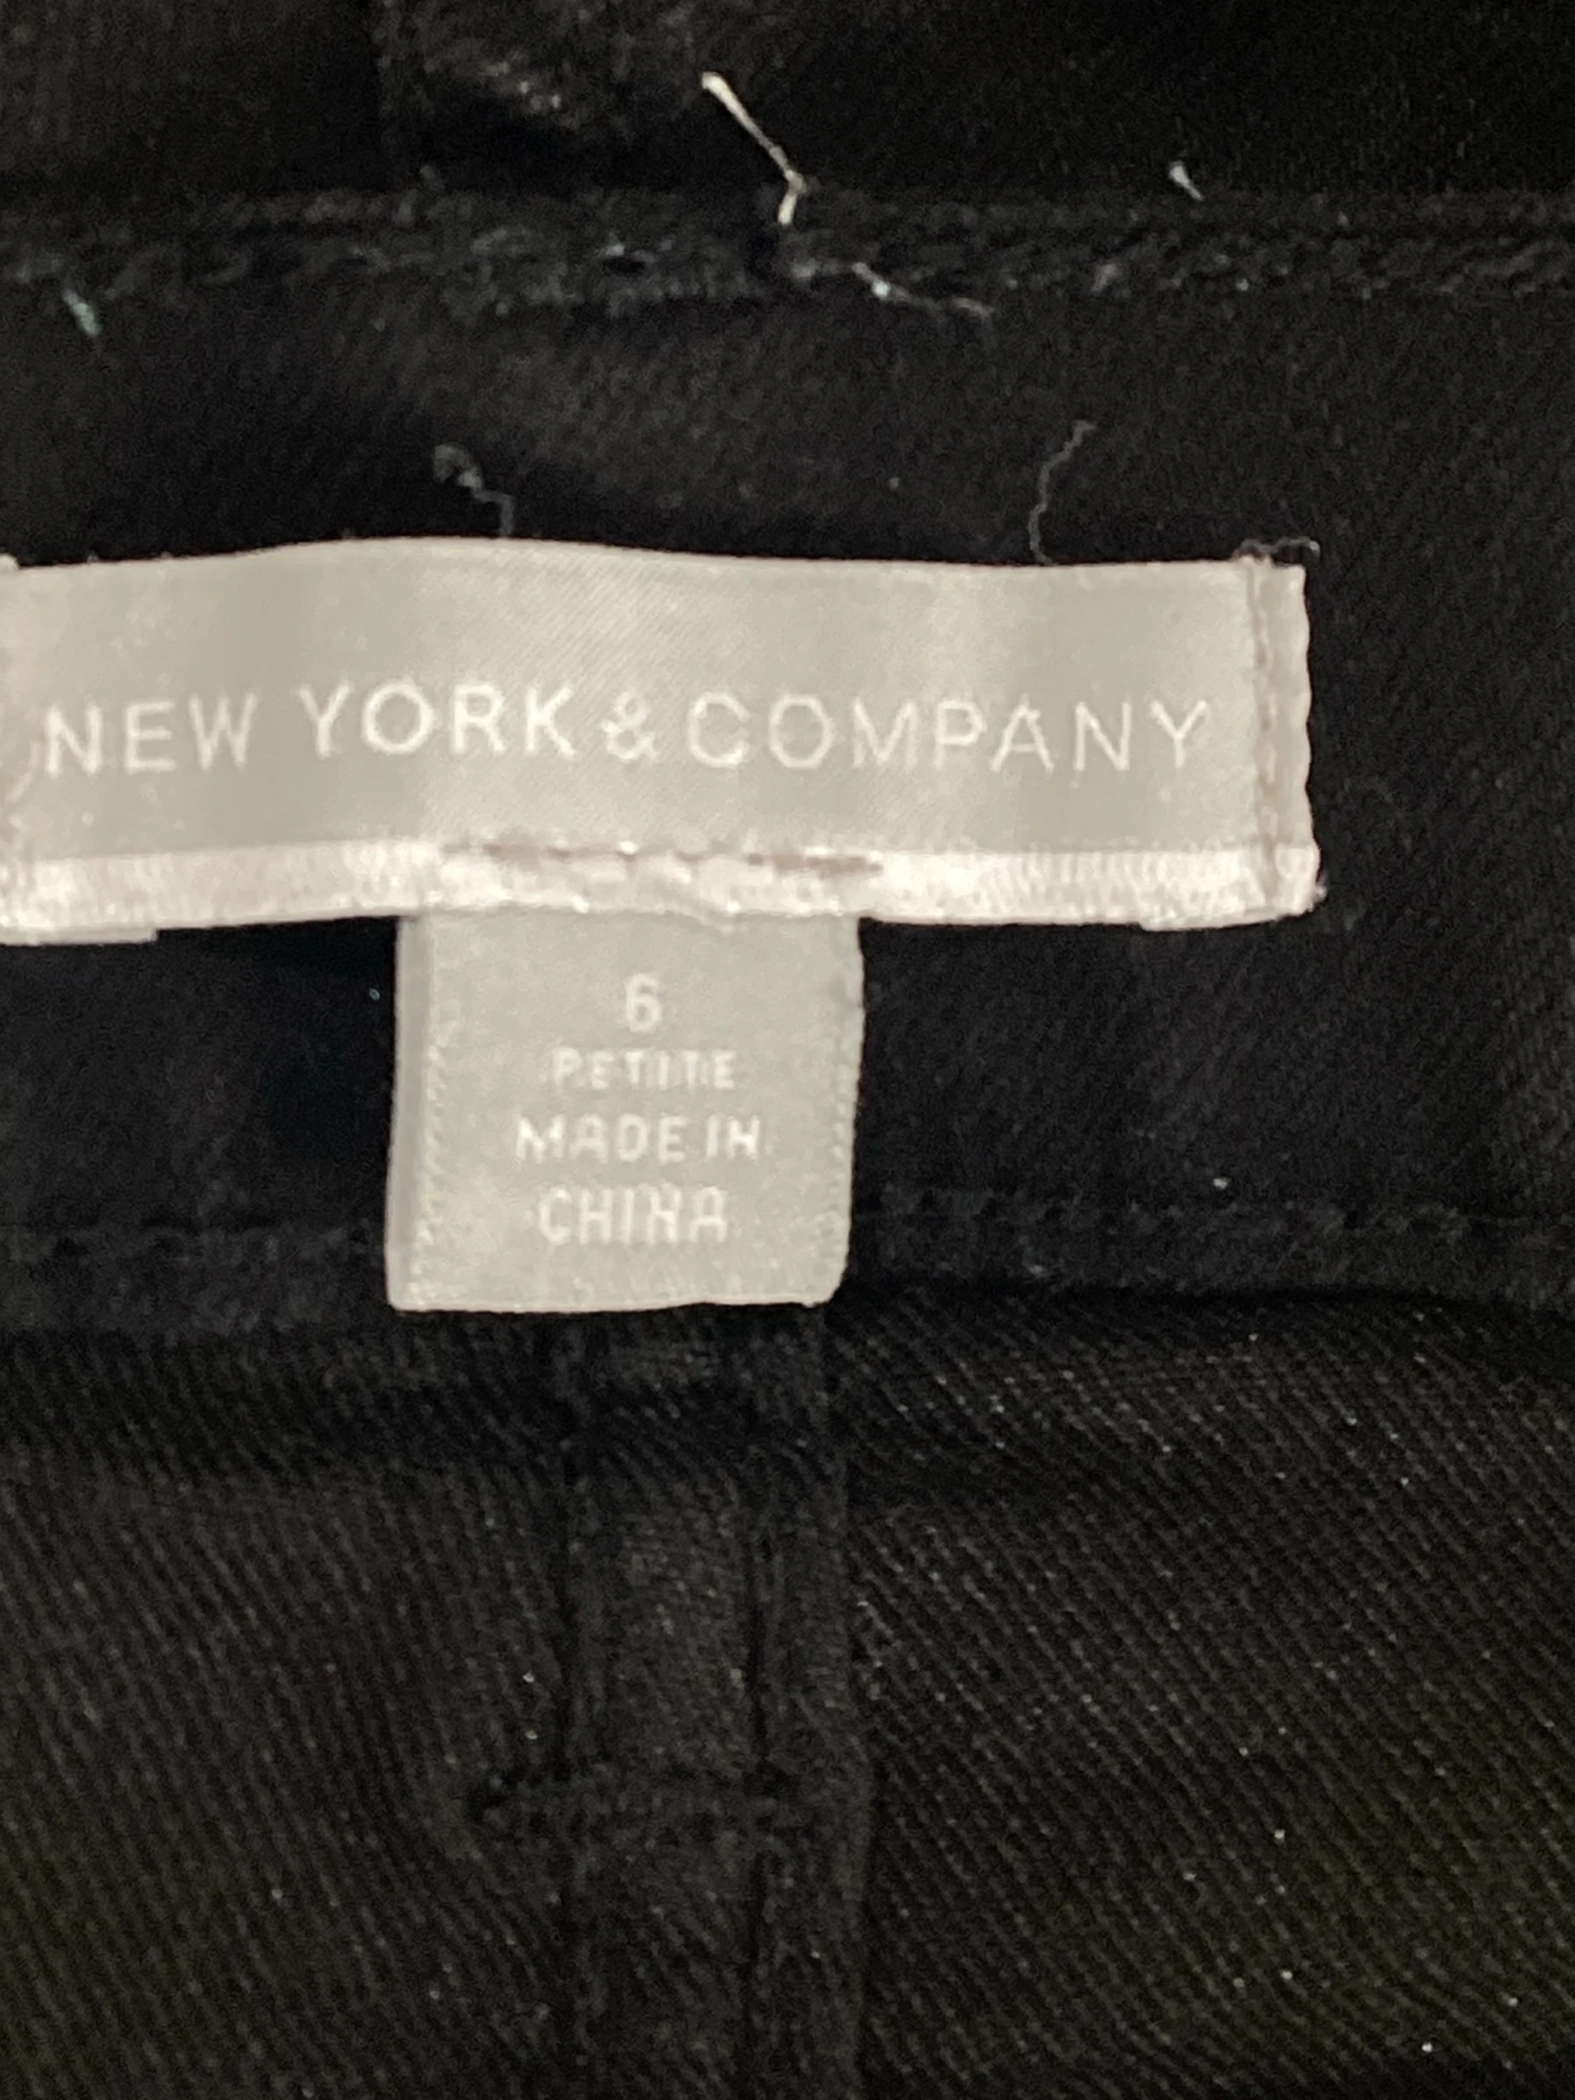 NEW YORK & COMPANY
6
PETITE
MADE IN
CHINA